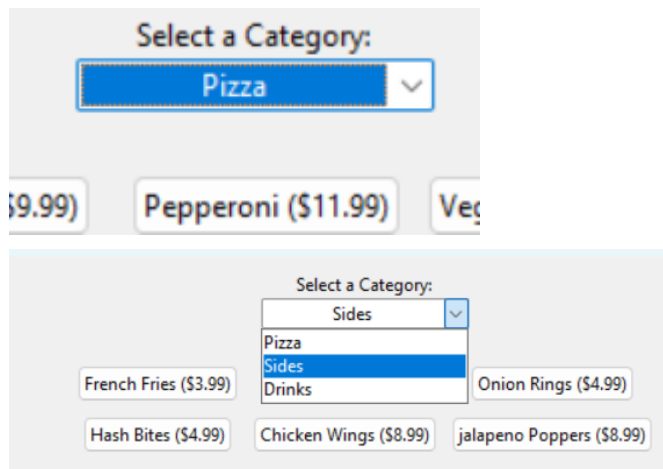 Select a Category:
Pizza
$9.99) Pepperoni ($11.99) Veg
Select a Category:
Sides
Pizza
Sides
Drinks
French Fries ($3.99) Onion Rings ($4.99)
Hash Bites ($4.99) Chicken Wings ($8.99) jalapeno Poppers ($8.99)